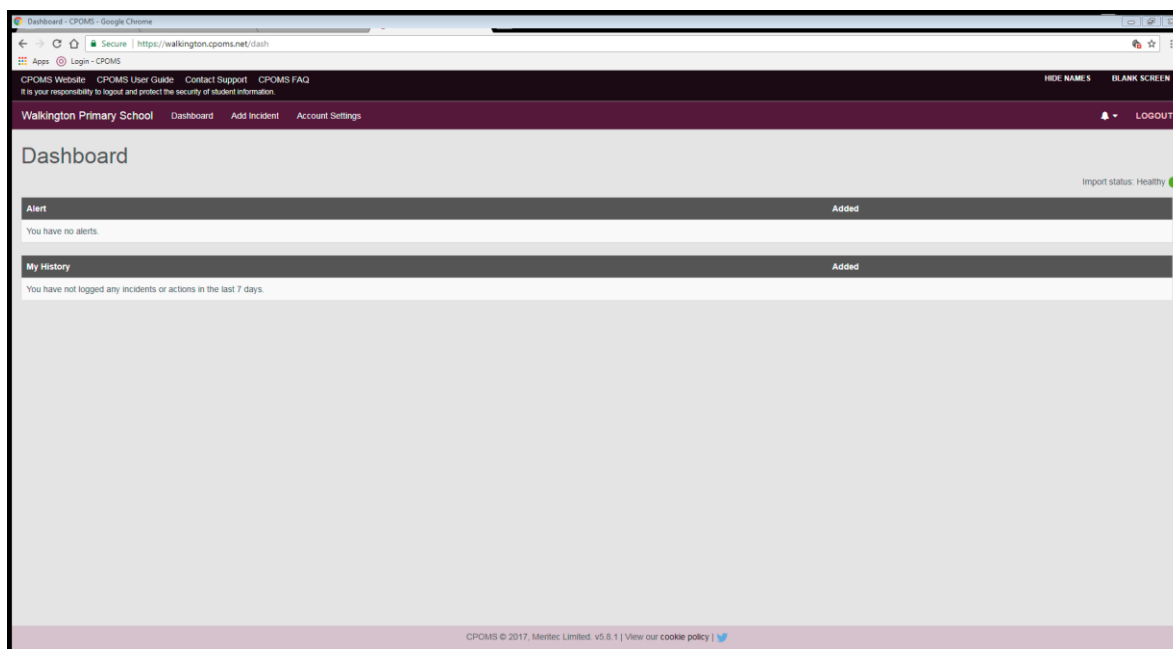 Dashboard - CPOMS - Google Chrome
Secure | https://walkington.cpoms.net/dash
Apps Login - CPOMS
CPOMS Website CPOMS User Guide Contact Support CPOMS FAQ HIDE NAMES BLANK SCREEN
It is your responsibility to logout and protect the security of student information.
Walkington Primary School Dashboard Add Incident Account Settings LOGOUT
Dashboard
Import status: Healthy
Alert Added
You have no alerts.
My History Added
You have not logged any incidents or actions in the last 7 days.
CPOMS © 2017, Meritec Limited. v5.8.1 | View our cookie policy |